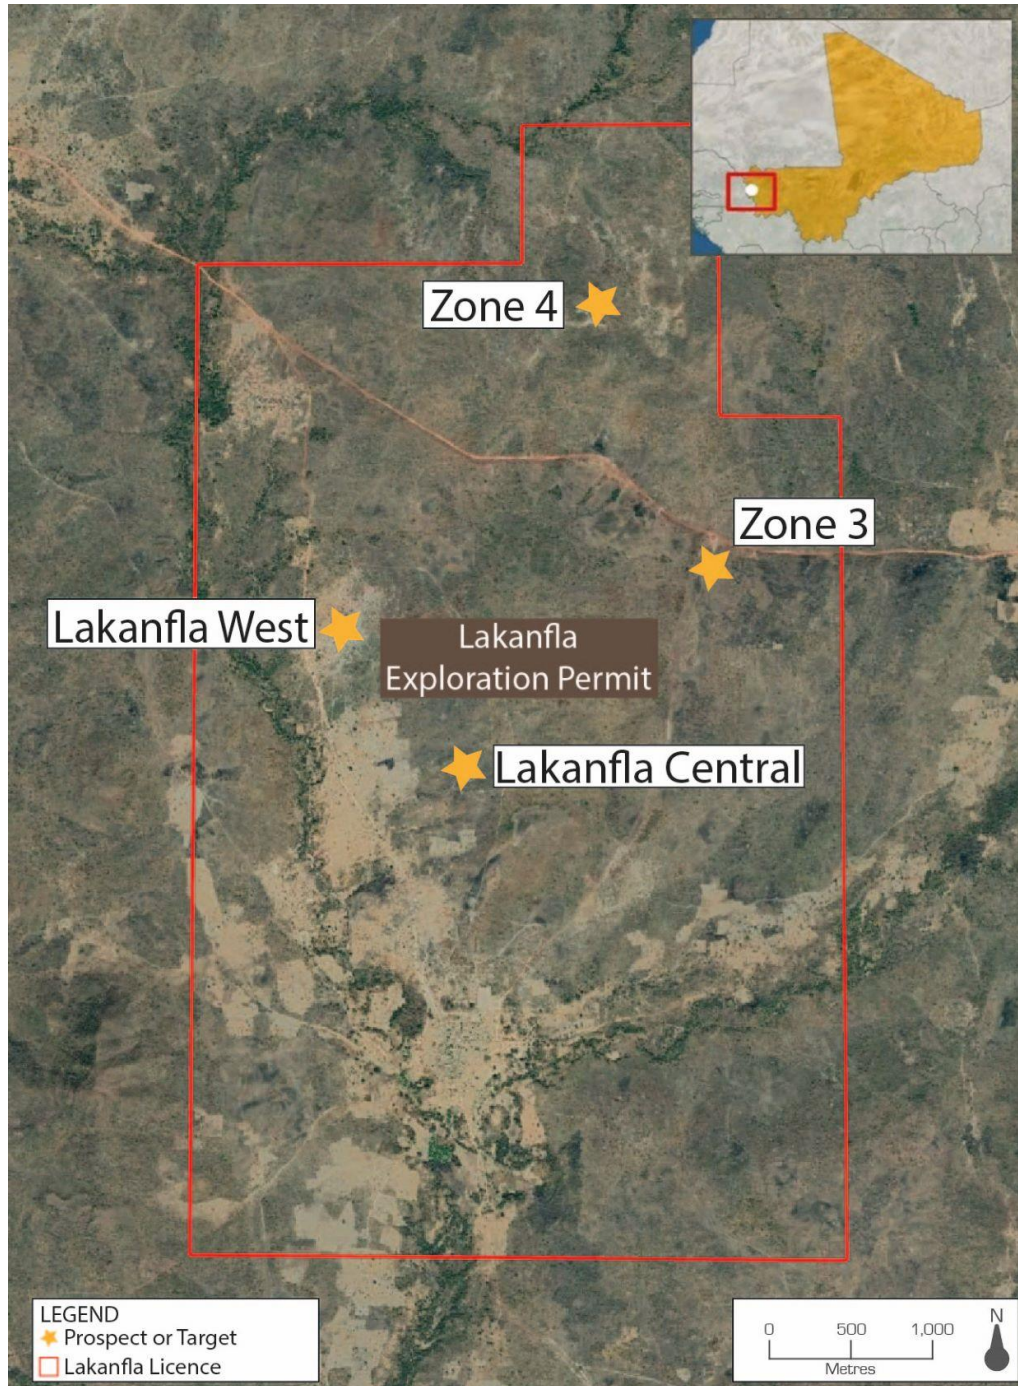 Zone 4
Zone 3
Lakanfla West
Lakanfla
Exploration Permit
Lakanfla Central
LEGEND
Prospect or Target
Lakanfla Licence
0 500 1,000
Metres
N